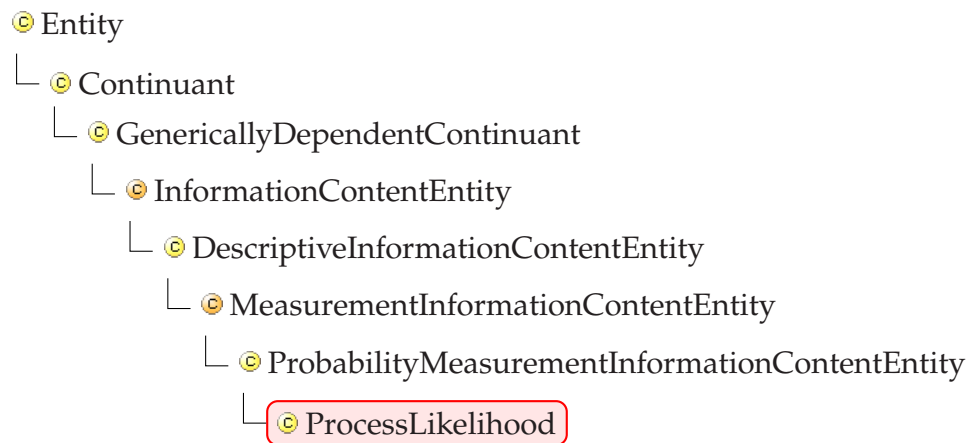 Entity
Continuant
GenericallyDependentContinuant
InformationContentEntity
DescriptiveInformationContentEntity
MeasurementInformationContentEntity
ProbabilityMeasurementInformationContentEntity
ProcessLikelihood